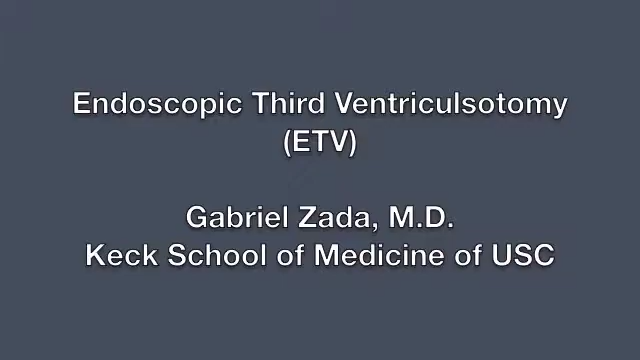 Endoscopic Third Ventriculsotomy
(ETV)
Gabriel Zada, M.D.
Keck School of Medicine of USC